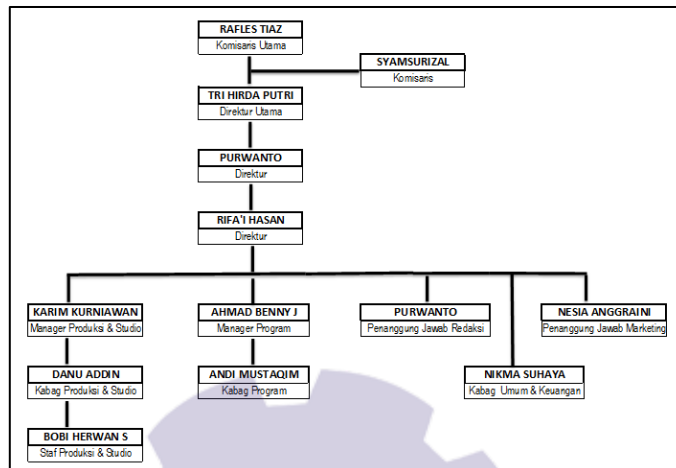 RAFLES TIAZ
Komisaris Utama
SYAMSURIZAL
Komisaris
TRI HIRDA PUTRI
Direktur Utama
PURWANTO
Direktur
RIFA'I HASAN
Direktur
KARIM KURNIAWAN
Manager Produksi & Studio
AHMAD BENNY J
Manager Program
PURWANTO
Penanggung Jawab Redaksi
NESIA ANGGRAINI
Penanggung Jawab Marketing
DANU ADDIN
Kabag Produksi & Studio
ANDI MUSTAQIM
Kabag Program
NIKMA SUHAYA
Kabag Umum & Keuangan
BOBI HERWAN S
Staf Produksi & Studio